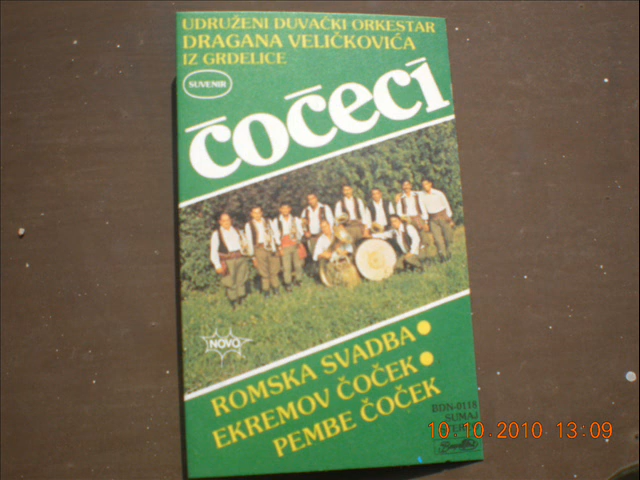 UDRUŽENI DUVAČKI ORKESTAR
DRAGANA VELIČKOVIĆA
IZ GRDELICE
SUVENIR
čočeci
NOVO
ROMSKA SVADBA
EKREMOV ČOČEK
PEMBE ČOČEK
BDN-0118
SUMAJ
10.10.2010 13:09